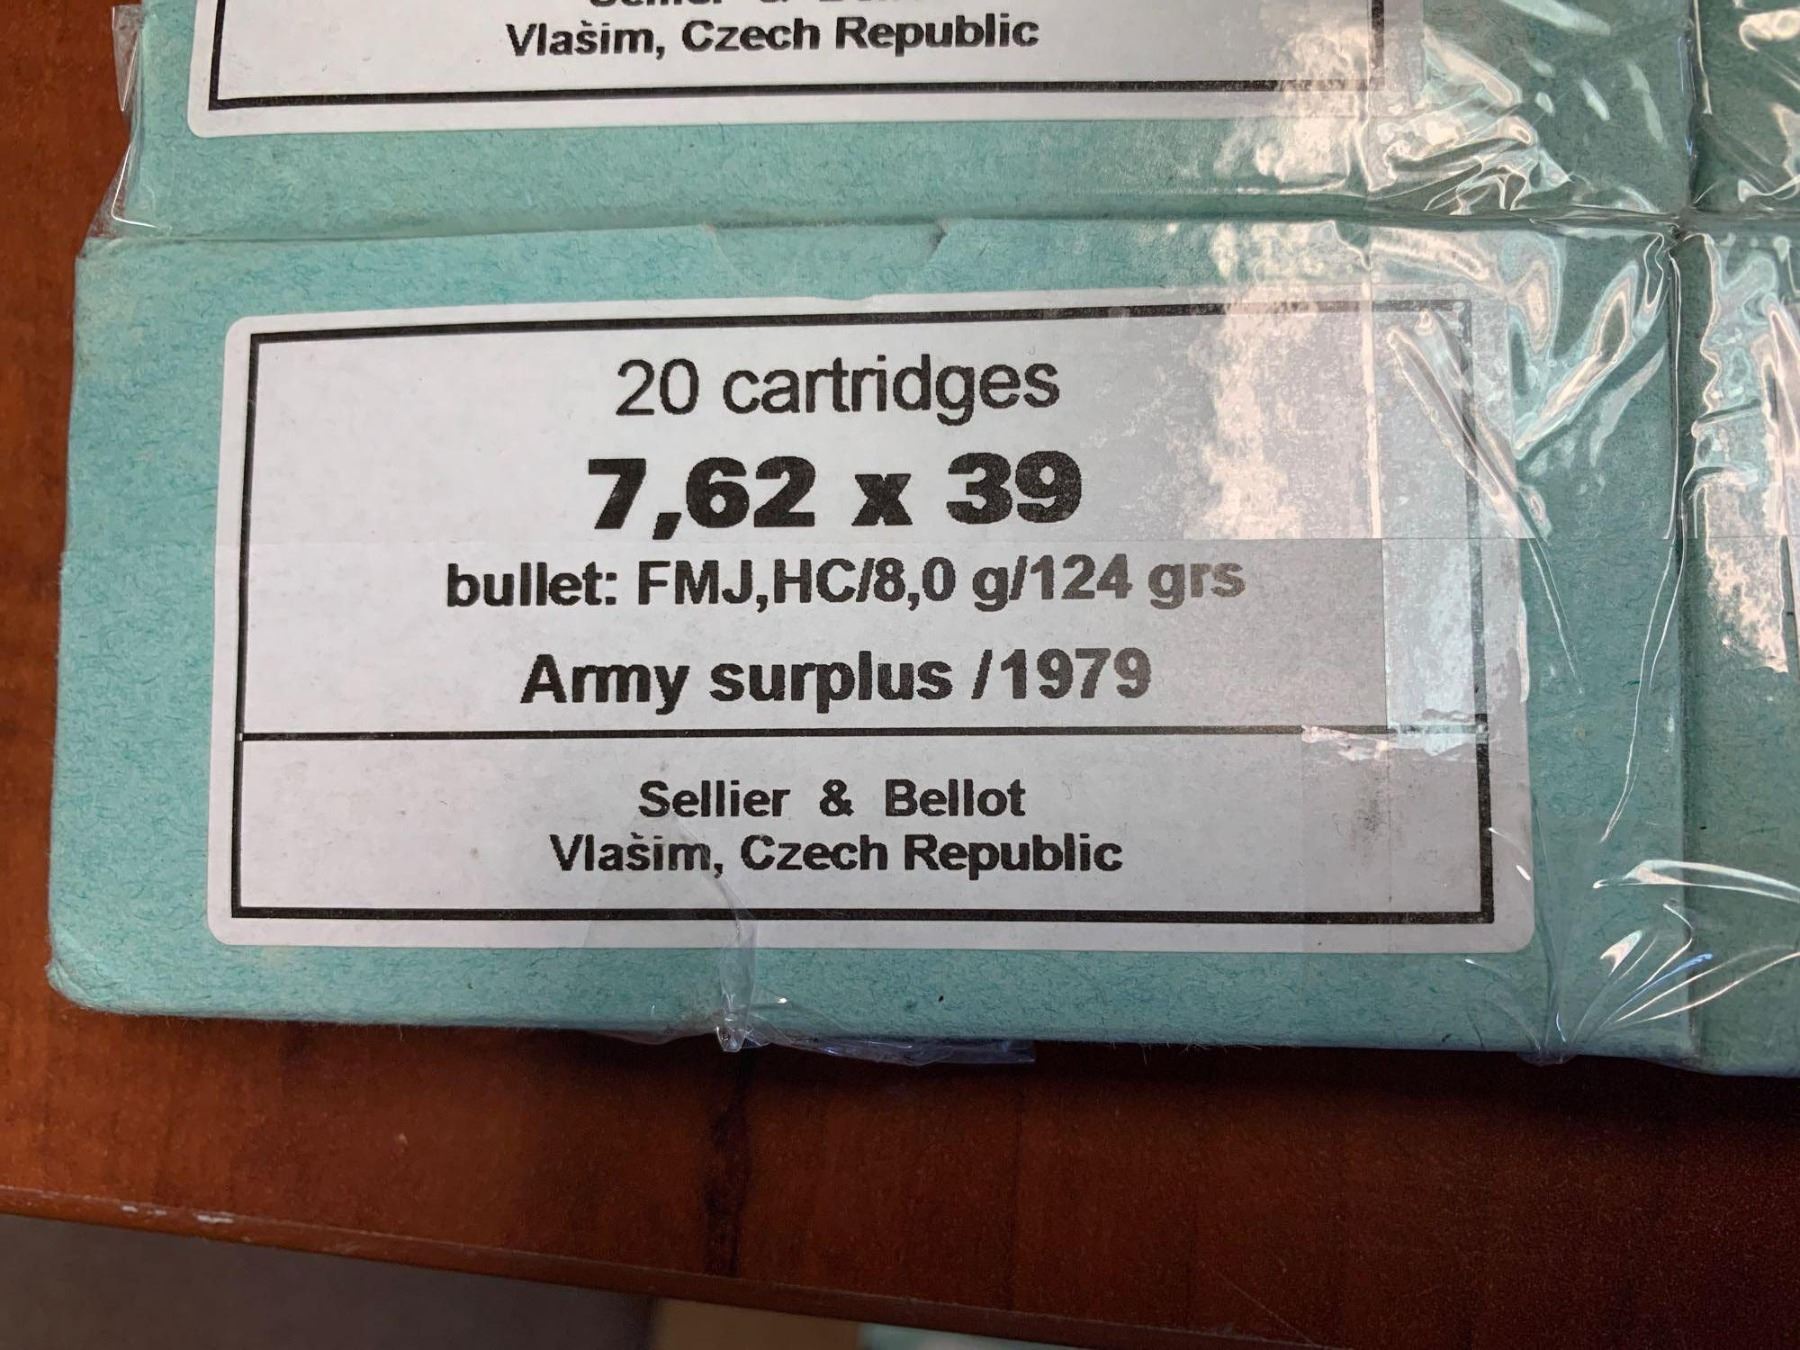 Vlašim, Czech Republic
20 cartridges
7,62 x 39
bullet: FMJ,HC/8,0 g/124 grs
Army surplus /1979
Sellier & Bellot
Vlašim, Czech Republic